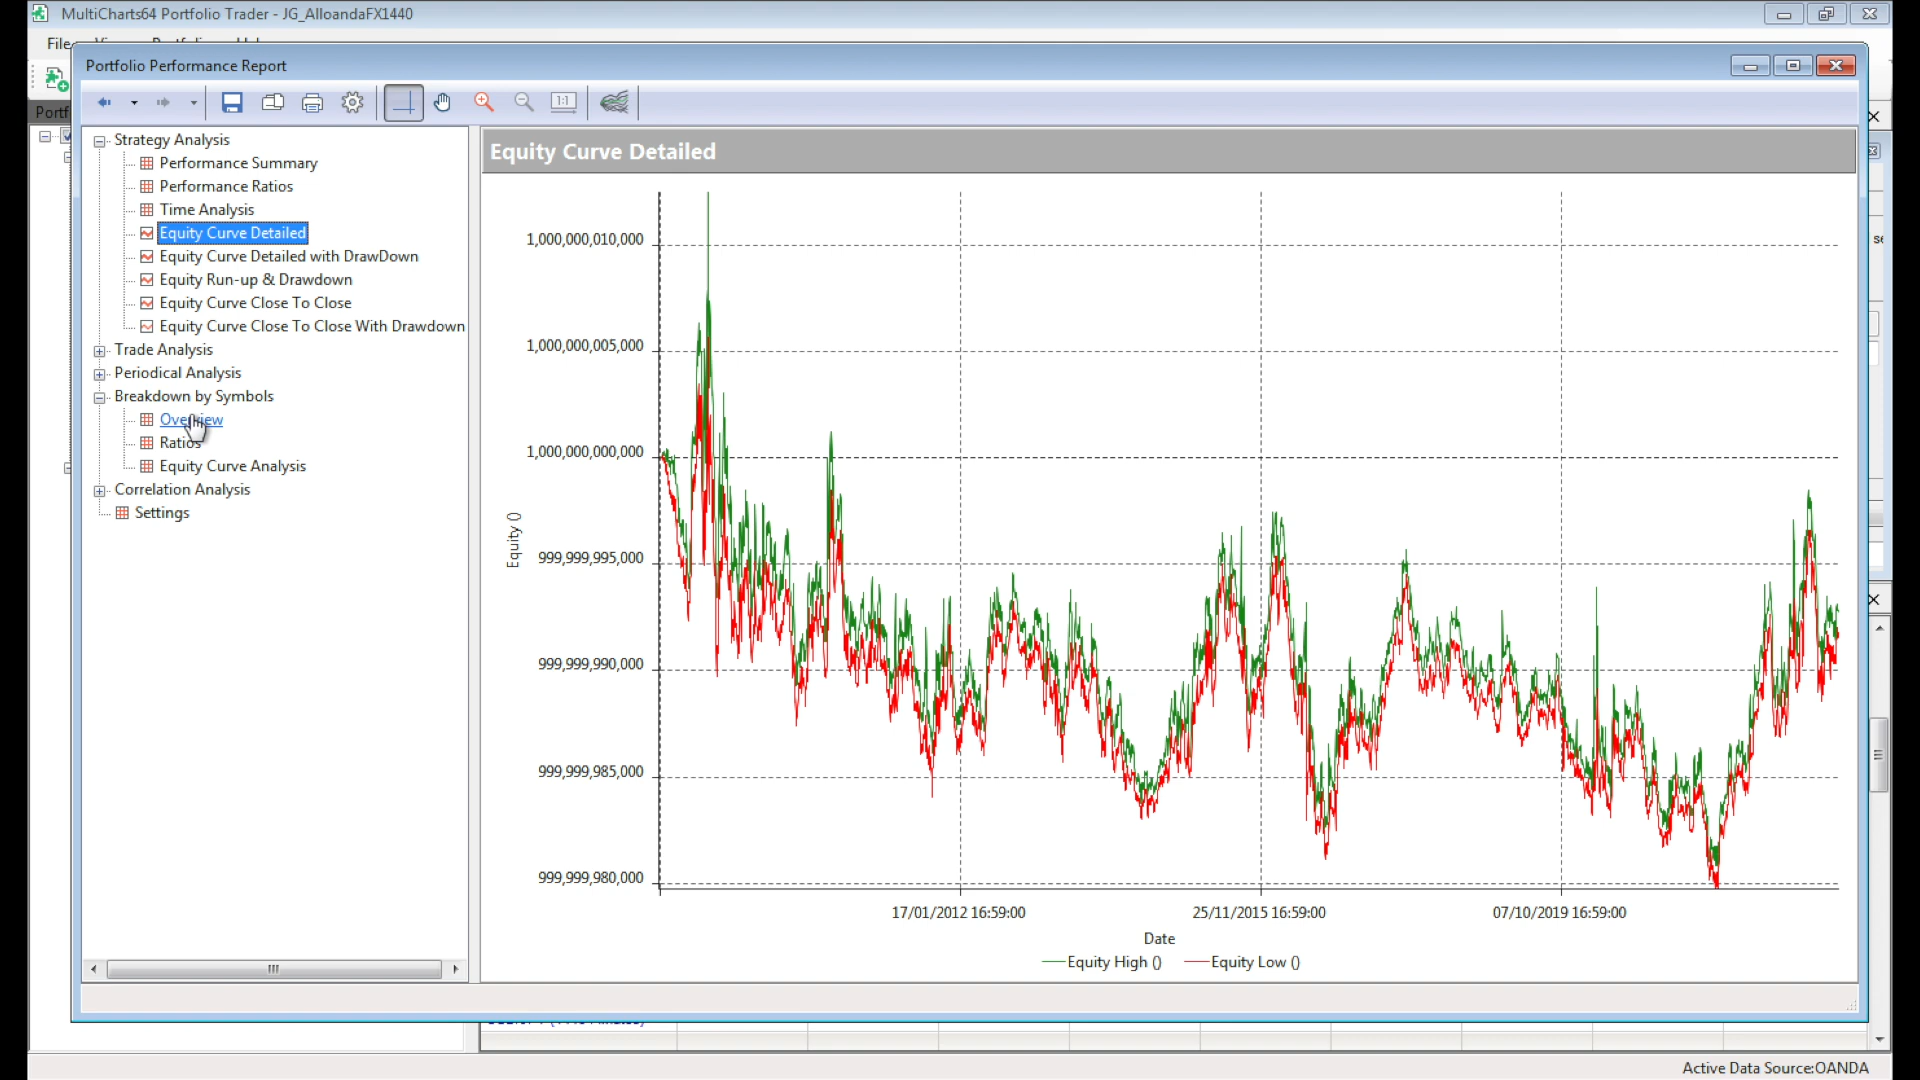 MultiCharts64 Portfolio Trader - JG_AlloandaFX1440
File
Portfolio Performance Report
Portf
1:1
Strategy Analysis
Performance Summary
Performance Ratios
Time Analysis
Equity Curve Detailed
Equity Curve Detailed with DrawDown
Equity Run-up & Drawdown
Equity Curve Close To Close
Equity Curve Close To Close With Drawdown
Trade Analysis
Periodical Analysis
Breakdown by Symbols
Overview
Ratios
Equity Curve Analysis
Correlation Analysis
Settings
Equity Curve Detailed
1,000,000,010,000
1,000,000,005,000
1,000,000,000,000
999,999,995,000
999,999,990,000
999,999,985,000
999,999,980,000
Equity ()
17/01/2012 16:59:00
25/11/2015 16:59:00
07/10/2019 16:59:00
Date
Equity High ()
Equity Low ()
Active Data Source:OANDA